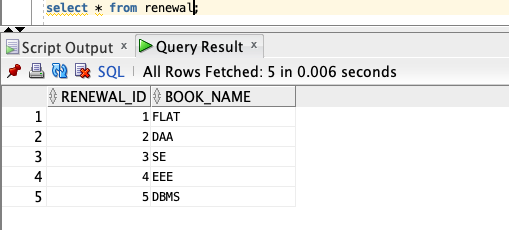 select * from renewal;
Script Output × Query Result ×
SQL All Rows Fetched: 5 in 0.006 seconds
RENEWAL_ID BOOK_NAME
1 1 FLAT
2 2 DAA
3 3 SE
4 4 EEE
5 5 DBMS